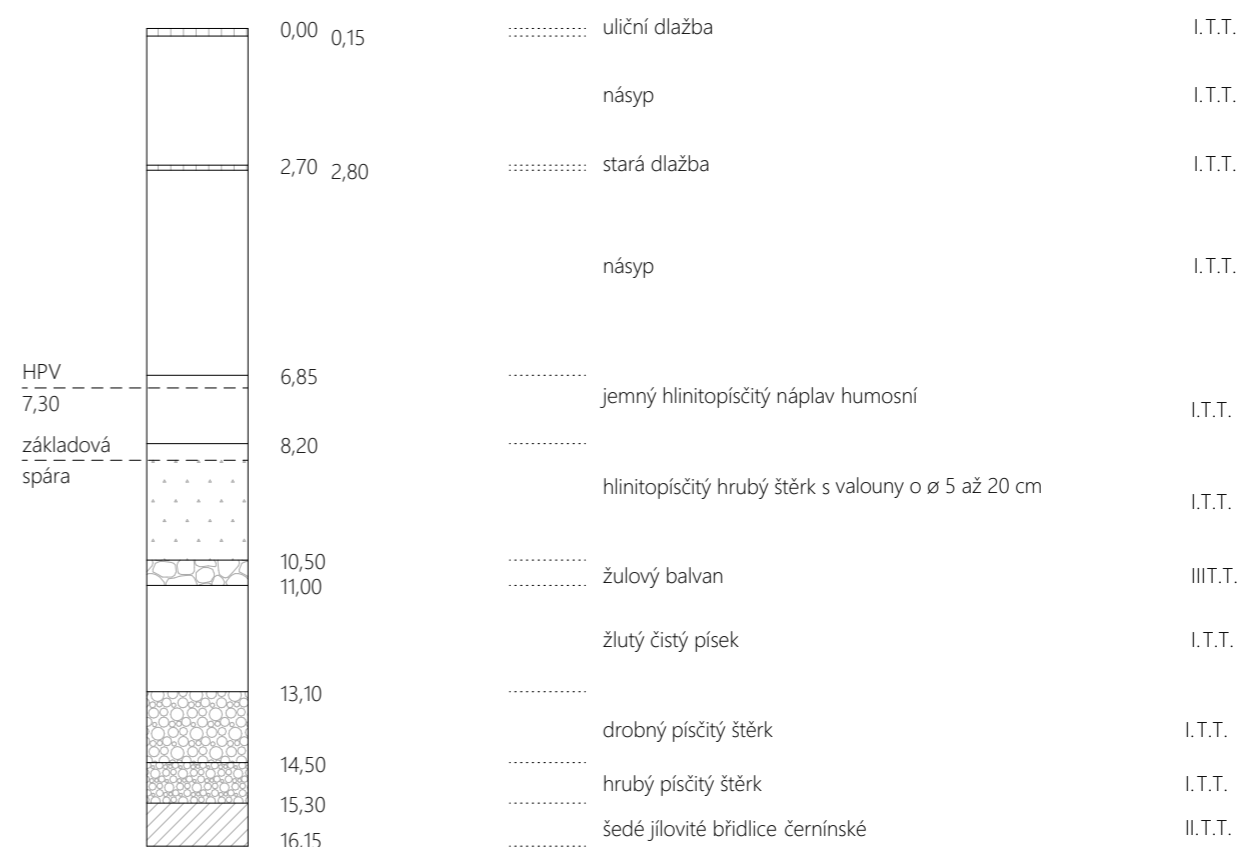 0,00 0,15 uliční dlažba I.T.T.
násyp I.T.T.
2,70 2,80 stará dlažba I.T.T.
násyp I.T.T.
HPV
7,30
6,85
jemný hlinitopísčitý náplav humosní I.T.T.
základová
spára
8,20
hlinitopísčitý hrubý štěrk s valouny o ø 5 až 20 cm I.T.T.
10,50
žulový balvan IIIT.T.
11,00
žlutý čistý písek I.T.T.
13,10
drobný písčitý štěrk I.T.T.
14,50
hrubý písčitý štěrk I.T.T.
15,30
šedé jílovité břidlice černínské II.T.T.
16,15